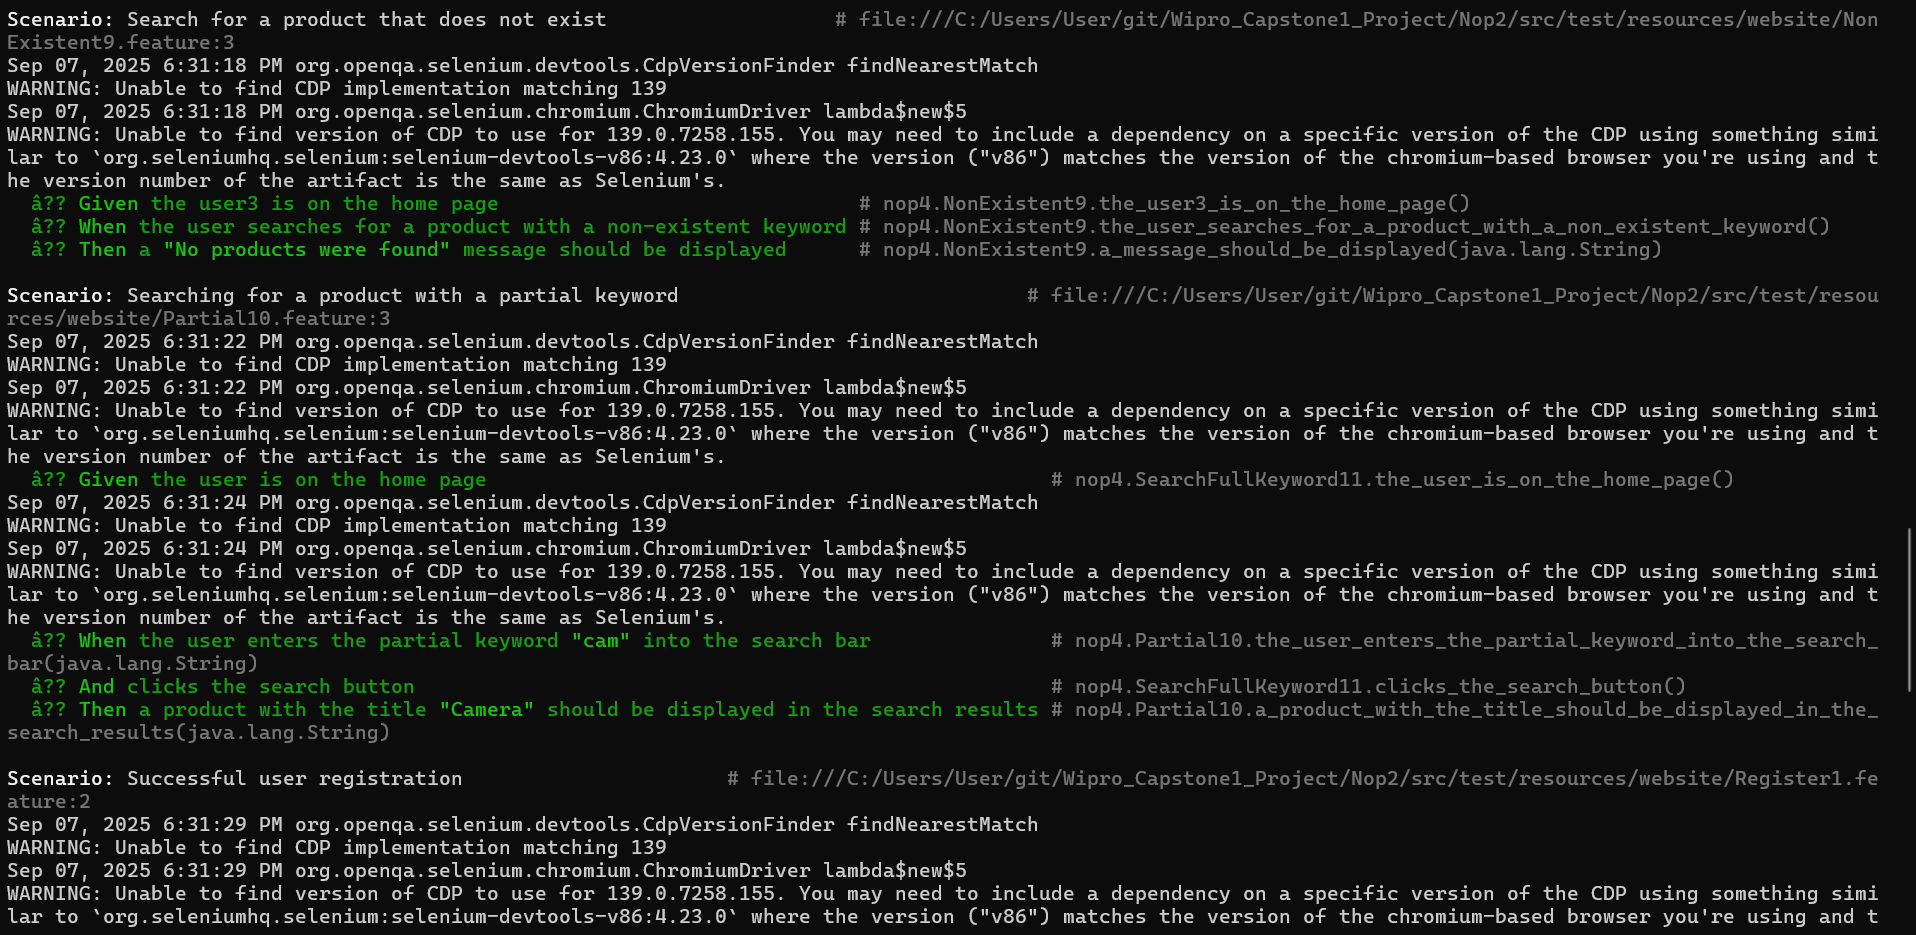 Scenario: Search for a product that does not exist                   # file:///C:/Users/User/git/Wipro_Capstone1_Project/Nop2/src/test/resources/website/Non
Existent9.feature:3
Sep 07, 2025 6:31:18 PM org.openqa.selenium.devtools.CdpVersionFinder findNearestMatch
WARNING: Unable to find CDP implementation matching 139
Sep 07, 2025 6:31:18 PM org.openqa.selenium.chromium.ChromiumDriver lambda$new$5
WARNING: Unable to find version of CDP to use for 139.0.7258.155. You may need to include a dependency on a specific version of the CDP using something simi
lar to `org.seleniumhq.selenium:selenium-devtools-v86:4.23.0` where the version ("v86") matches the version of the chromium-based browser you're using and t
he version number of the artifact is the same as Selenium's.
  â?? Given the user3 is on the home page                              # nop4.NonExistent9.the_user3_is_on_the_home_page()
  â?? When the user searches for a product with a non-existent keyword # nop4.NonExistent9.the_user_searches_for_a_product_with_a_non_existent_keyword()
  â?? Then a "No products were found" message should be displayed      # nop4.NonExistent9.a_message_should_be_displayed(java.lang.String)

Scenario: Searching for a product with a partial keyword                             # file:///C:/Users/User/git/Wipro_Capstone1_Project/Nop2/src/test/resou
rces/website/Partial10.feature:3
Sep 07, 2025 6:31:22 PM org.openqa.selenium.devtools.CdpVersionFinder findNearestMatch
WARNING: Unable to find CDP implementation matching 139
Sep 07, 2025 6:31:22 PM org.openqa.selenium.chromium.ChromiumDriver lambda$new$5
WARNING: Unable to find version of CDP to use for 139.0.7258.155. You may need to include a dependency on a specific version of the CDP using something simi
lar to `org.seleniumhq.selenium:selenium-devtools-v86:4.23.0` where the version ("v86") matches the version of the chromium-based browser you're using and t
he version number of the artifact is the same as Selenium's.
  â?? Given the user is on the home page                                               # nop4.SearchFullKeyword11.the_user_is_on_the_home_page()
Sep 07, 2025 6:31:24 PM org.openqa.selenium.devtools.CdpVersionFinder findNearestMatch
WARNING: Unable to find CDP implementation matching 139
Sep 07, 2025 6:31:24 PM org.openqa.selenium.chromium.ChromiumDriver lambda$new$5
WARNING: Unable to find version of CDP to use for 139.0.7258.155. You may need to include a dependency on a specific version of the CDP using something simi
lar to `org.seleniumhq.selenium:selenium-devtools-v86:4.23.0` where the version ("v86") matches the version of the chromium-based browser you're using and t
he version number of the artifact is the same as Selenium's.
  â?? When the user enters the partial keyword "cam" into the search bar               # nop4.Partial10.the_user_enters_the_partial_keyword_into_the_search_
bar(java.lang.String)
  â?? And clicks the search button                                                     # nop4.SearchFullKeyword11.clicks_the_search_button()
  â?? Then a product with the title "Camera" should be displayed in the search results # nop4.Partial10.a_product_with_the_title_should_be_displayed_in_the_
search_results(java.lang.String)

Scenario: Successful user registration                      # file:///C:/Users/User/git/Wipro_Capstone1_Project/Nop2/src/test/resources/website/Register1.fe
ature:2
Sep 07, 2025 6:31:29 PM org.openqa.selenium.devtools.CdpVersionFinder findNearestMatch
WARNING: Unable to find CDP implementation matching 139
Sep 07, 2025 6:31:29 PM org.openqa.selenium.chromium.ChromiumDriver lambda$new$5
WARNING: Unable to find version of CDP to use for 139.0.7258.155. You may need to include a dependency on a specific version of the CDP using something simi
lar to `org.seleniumhq.selenium:selenium-devtools-v86:4.23.0` where the version ("v86") matches the version of the chromium-based browser you're using and t